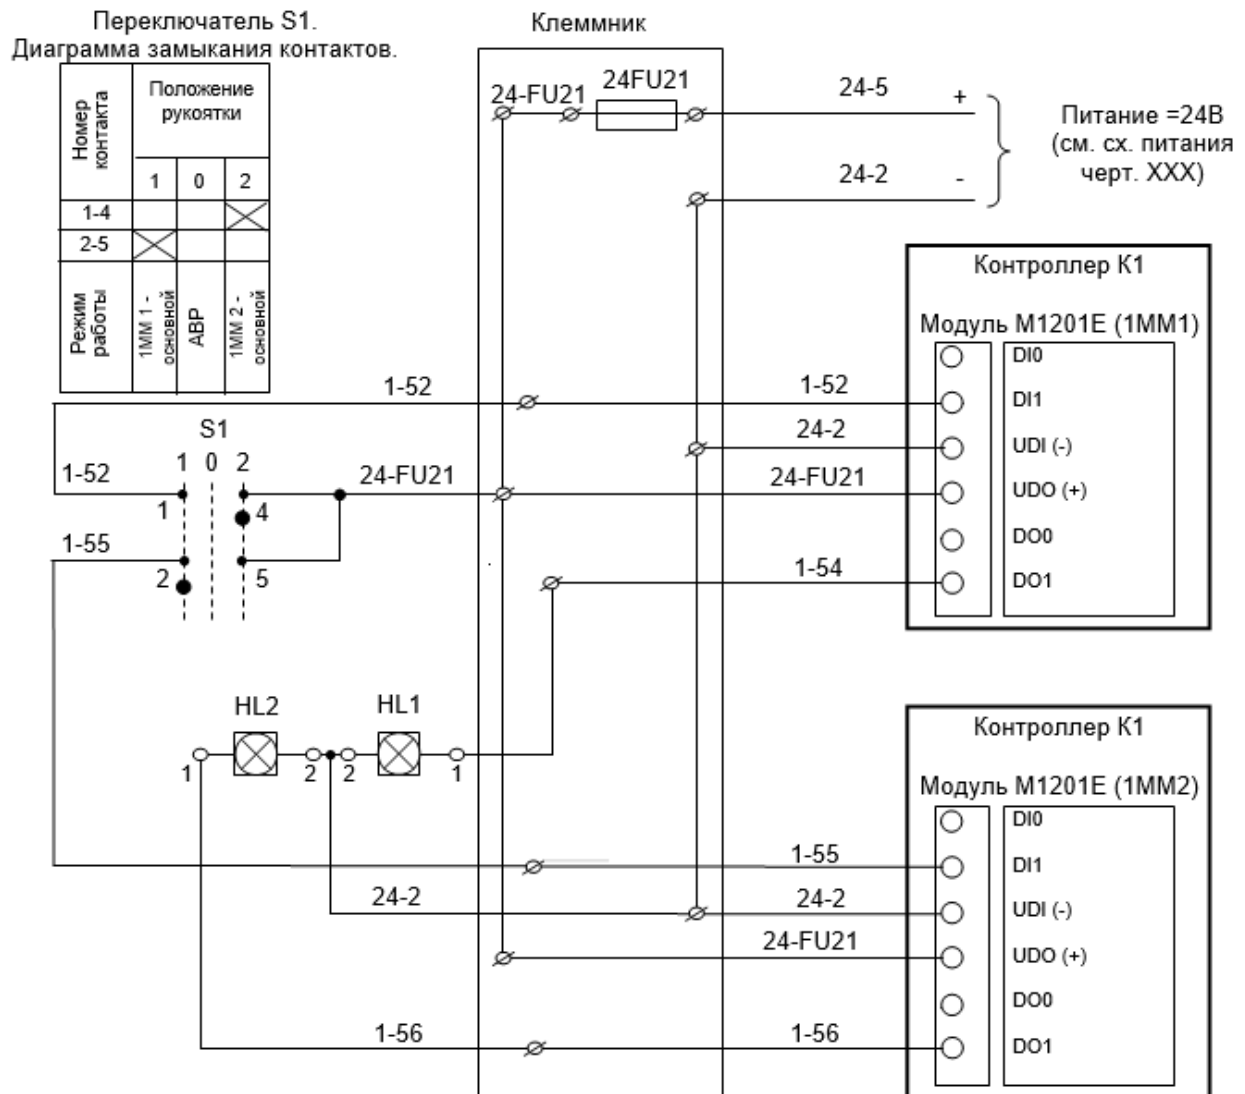 Переключатель S1.
Диаграмма замыкания контактов.
Номер
контакта
Положение
рукоятки
1 0 2
1-4
2-5
Режим
работы
1ММ 1 -
основной
АВР
1ММ 2 -
основной
Клеммник
24-FU21
24FU21
24-5 +
24-2 -
Питание =24В
(см. сх. питания
черт. XXX)
Контроллер К1
Модуль М1201Е (1ММ1)
DI0
1-52
1-52
DI1
24-2
UDI (-)
S1
1 0 2
1-52
24-FU21
24-FU21
UDO (+)
1
4
DO0
1-55
2
5
1-54
DO1
HL2
HL1
1
2
2
1
Контроллер К1
Модуль М1201Е (1ММ2)
DI0
1-55
DI1
24-2
24-2
UDI (-)
24-FU21
UDO (+)
DO0
1-56
1-56
DO1